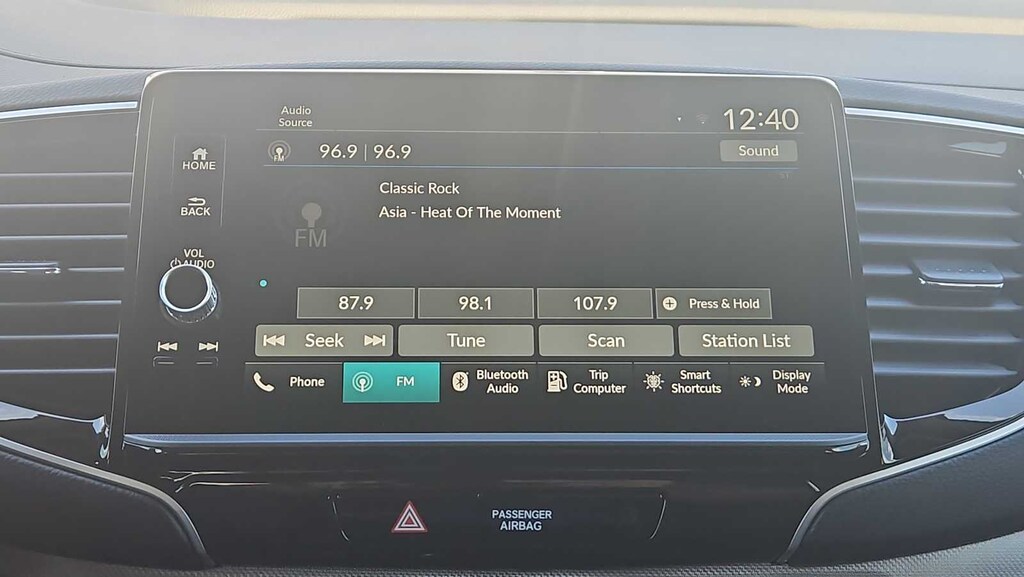 Audio
Source
12:40
FM
96.9 | 96.9
Sound
HOME
Classic Rock
BACK
Asia - Heat Of The Moment
FM
VOL
AUDIO
87.9
98.1
107.9
Press & Hold
Seek
Tune
Scan
Station List
Phone
FM
Bluetooth
Audio
Trip
Computer
Smart
Shortcuts
Display
Mode
PASSENGER
AIRBAG